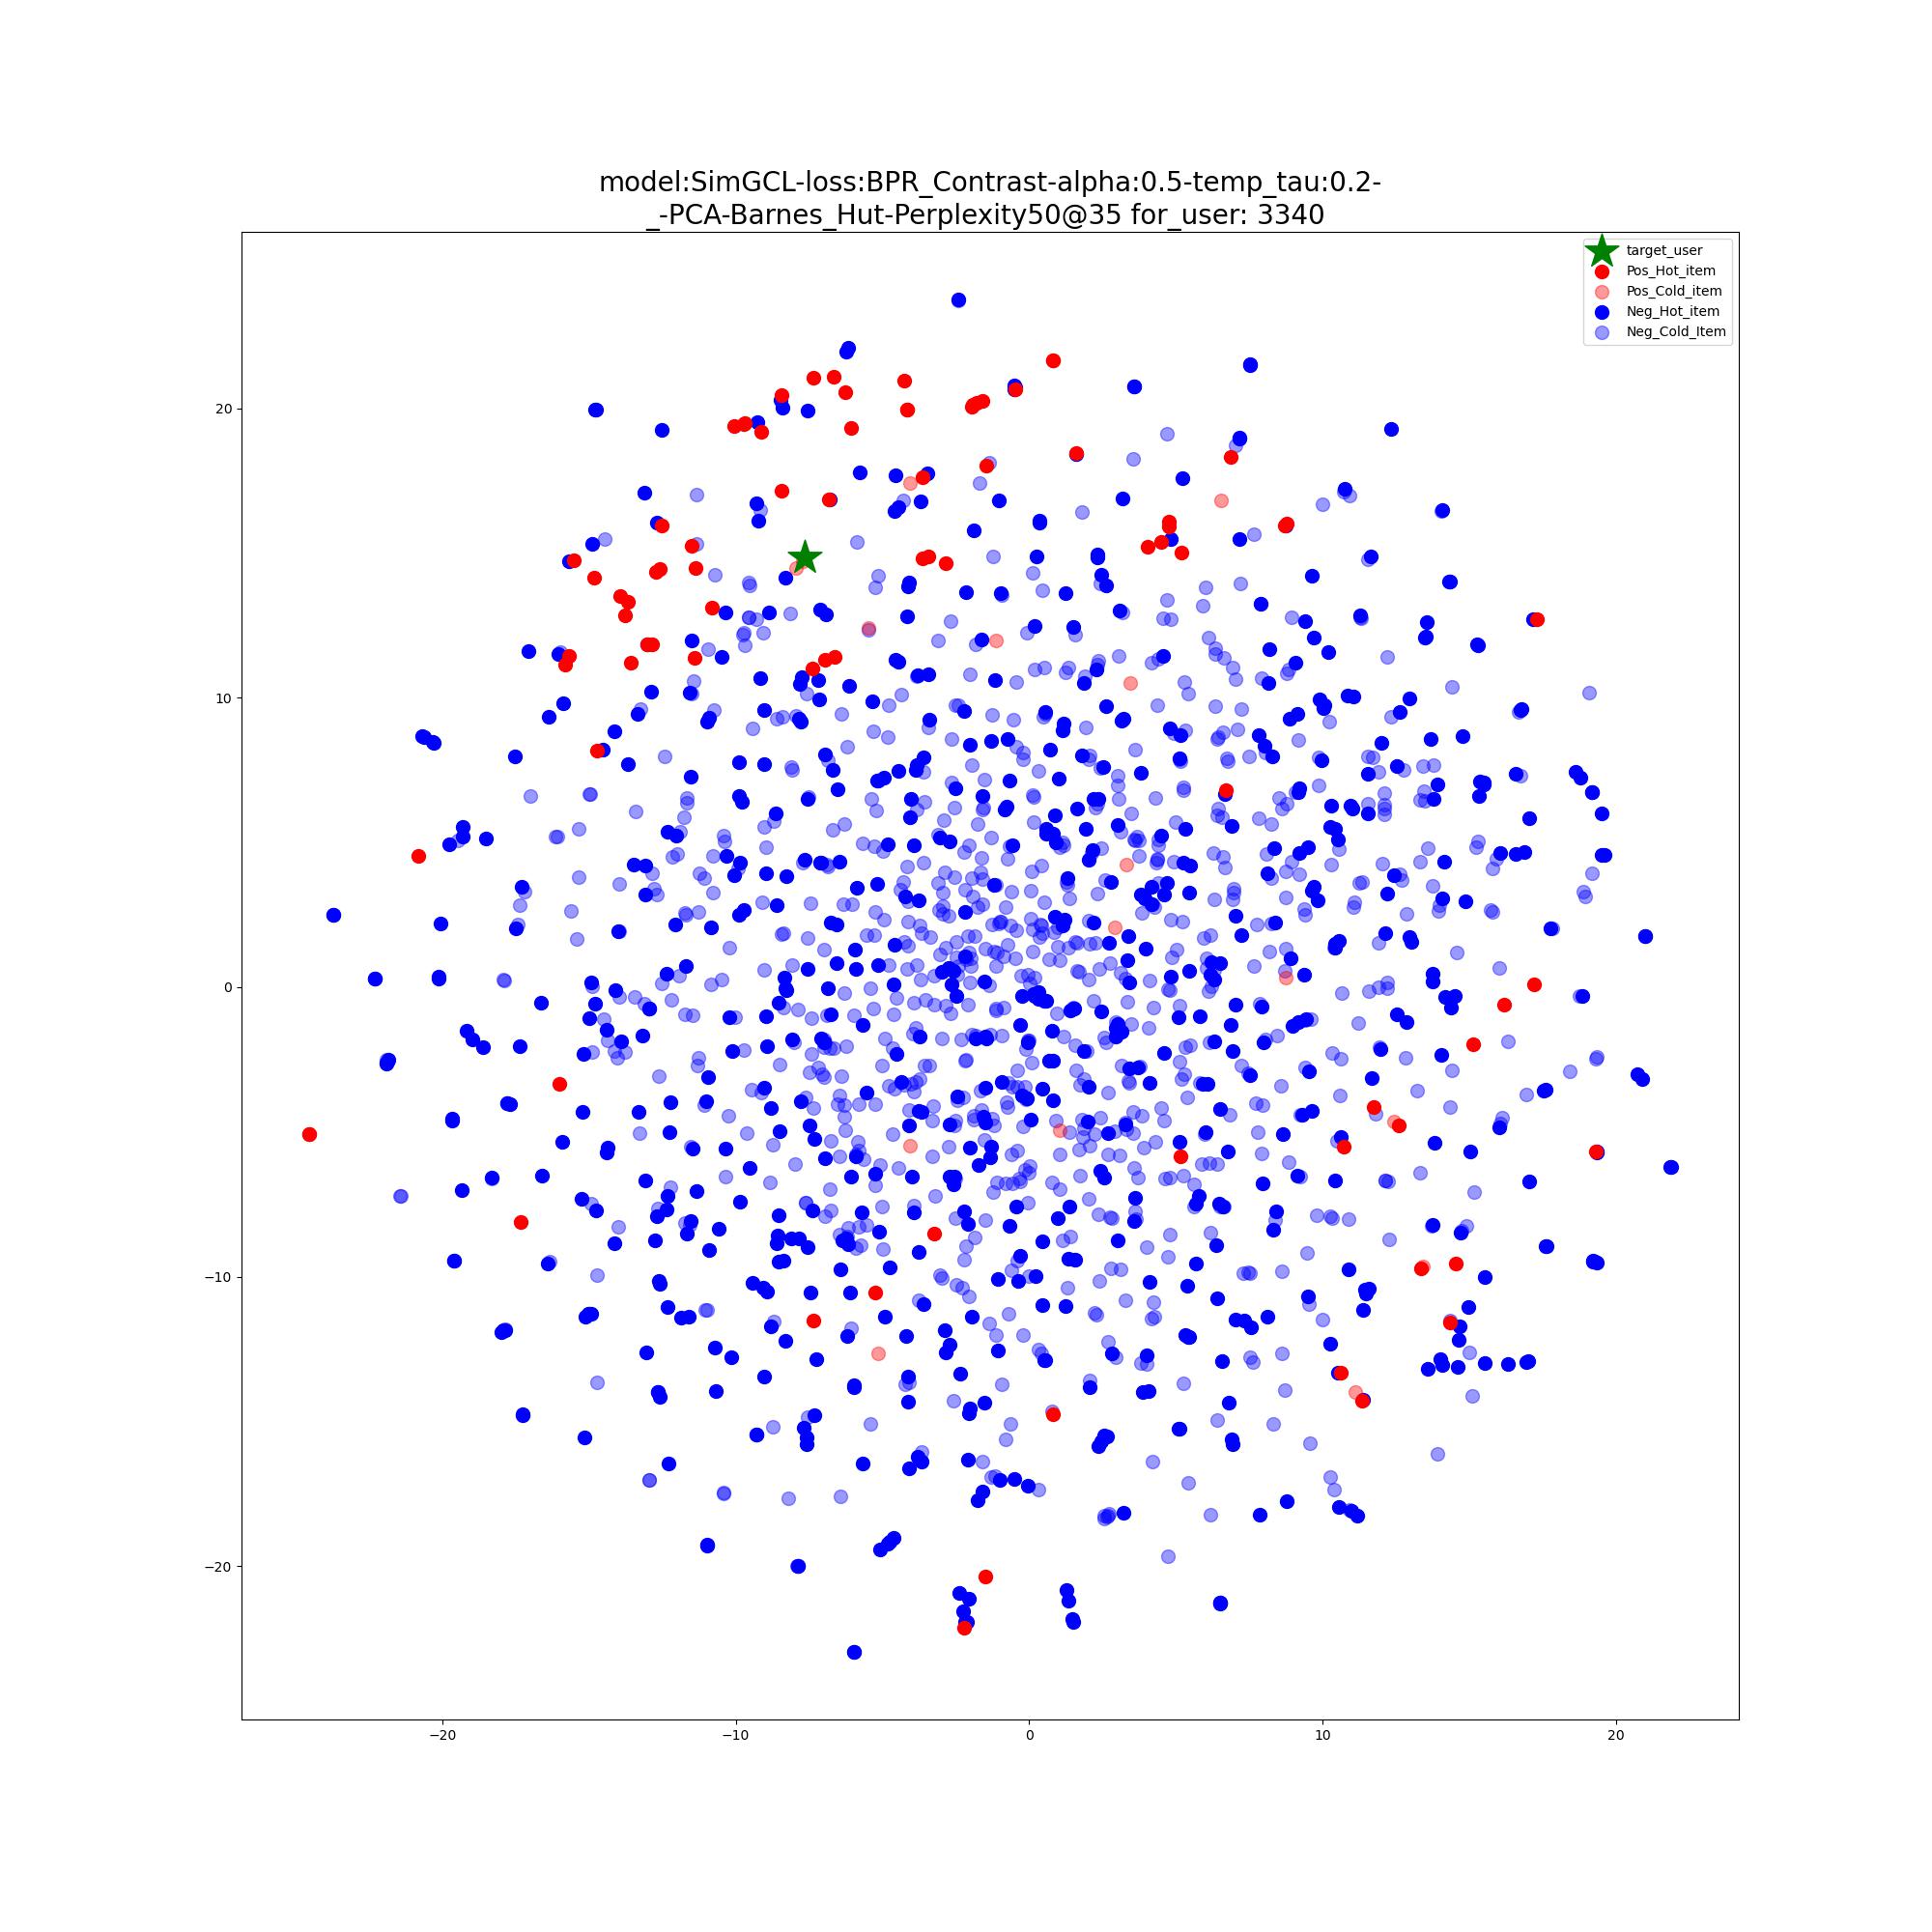 model:SimGCL-loss:BPR_Contrast-alpha:0.5-temp_tau:0.2-
_-PCA-Barnes_Hut-Perplexity50@35 for_user: 3340
target_user
Pos_Hot_item
Pos_Cold_item
Neg_Hot_item
Neg_Cold_Item
20
10
0
−10
−20
−20
−10
0
10
20